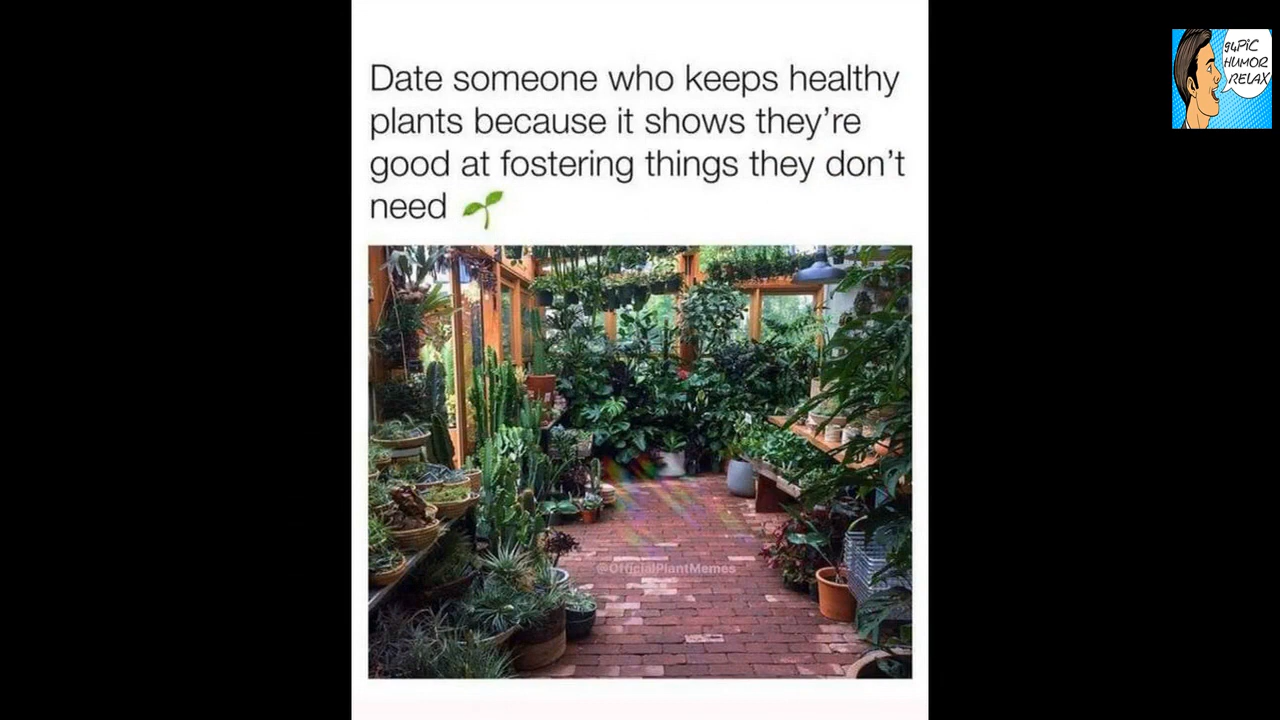 Date someone who keeps healthy
plants because it shows they’re
good at fostering things they don’t
need 🌱
@OfficialPlantMemes
94PiC
HUMOR
RELAX